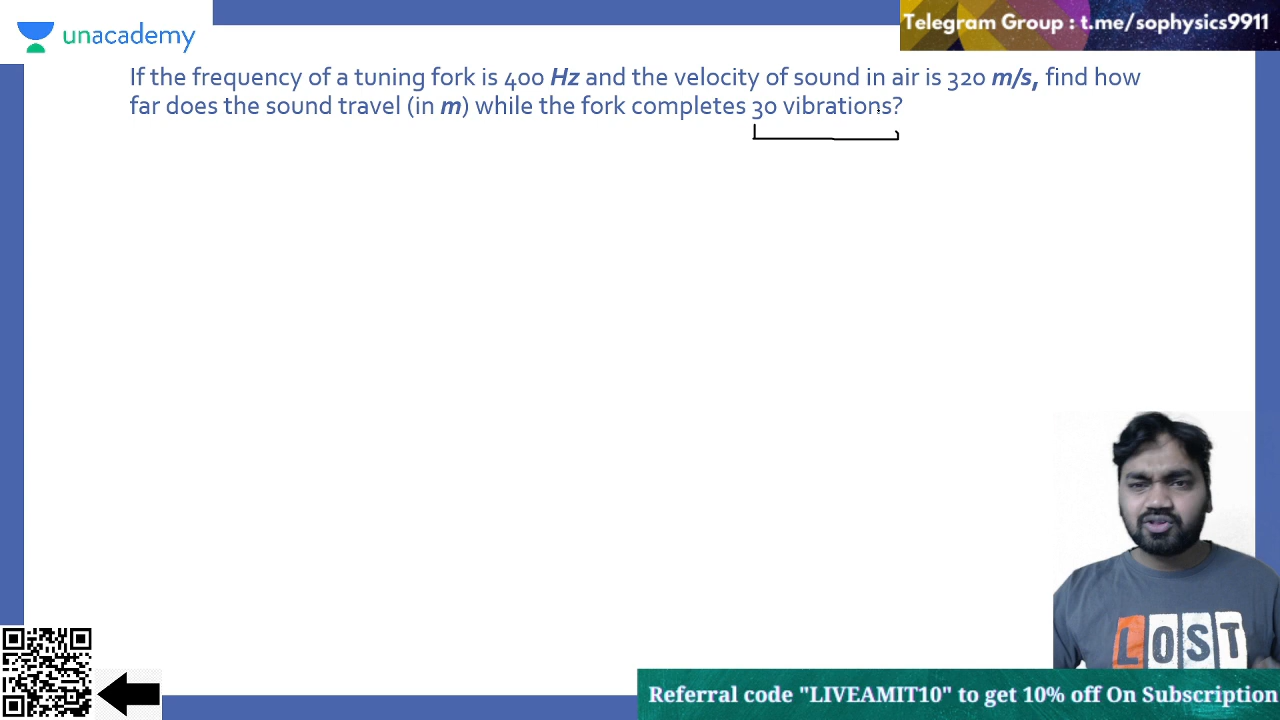 unacademy
Telegram Group : t.me/sophysics9911
If the frequency of a tuning fork is 400 Hz and the velocity of sound in air is 320 m/s, find how
far does the sound travel (in m) while the fork completes 30 vibrations?
LOST
Referral code "LIVEAMIT10" to get 10% off On Subscription